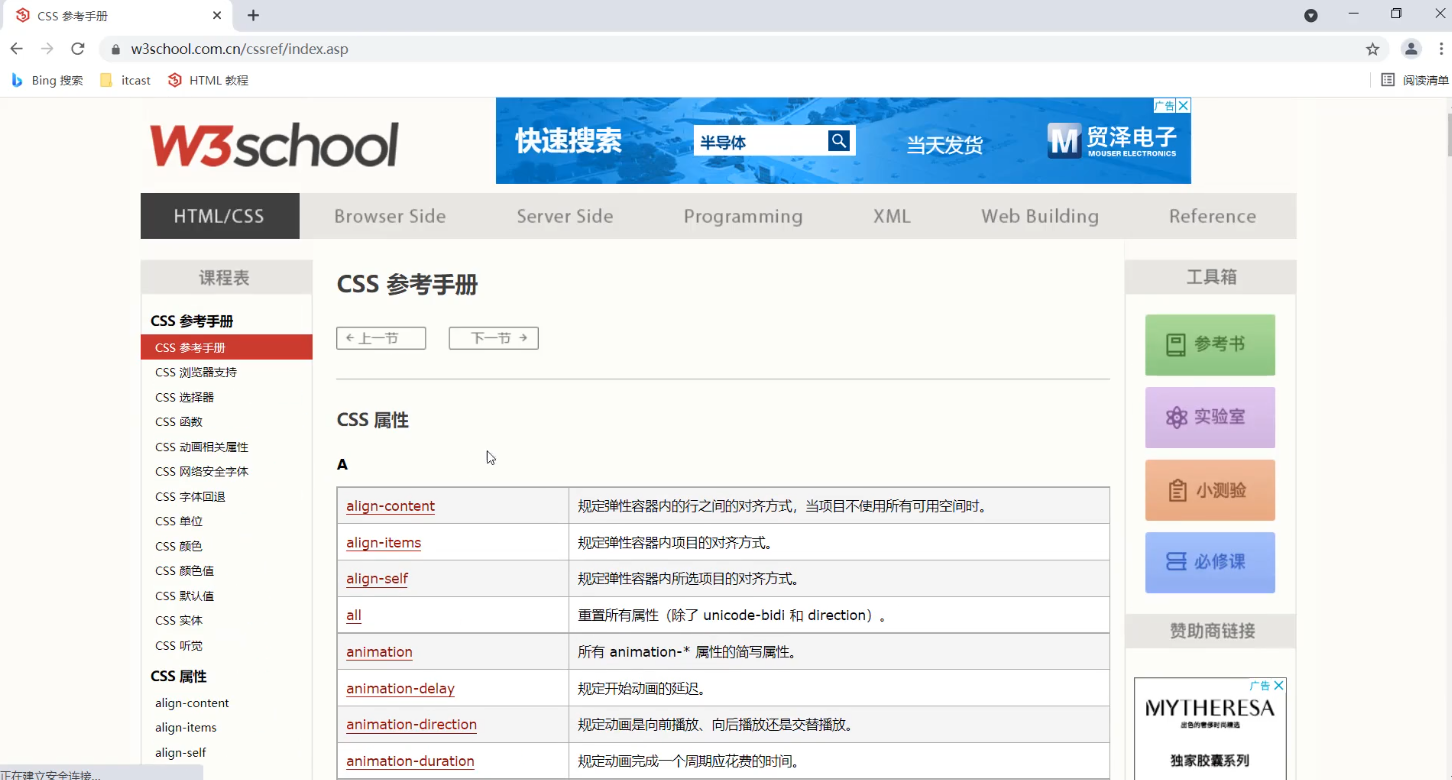 CSS 参考手册
w3school.com.cn/cssref/index.asp
Bing 搜索
itcast
HTML 教程
阅读清单
W3school
快速搜索
半导体
当天发货
M
贸泽电子
MOUSER ELECTRONICS
广告
HTML/CSS
Browser Side
Server Side
Programming
XML
Web Building
Reference
课程表
CSS 参考手册
CSS 参考手册
CSS 浏览器支持
CSS 选择器
CSS 函数
CSS 动画相关属性
CSS 网络安全字体
CSS 字体回退
CSS 单位
CSS 颜色
CSS 颜色值
CSS 默认值
CSS 实体
CSS 听觉
CSS 属性
align-content
align-items
align-self
CSS 参考手册
上一节
下一节
CSS 属性
A
align-content 规定弹性容器内的行之间的对齐方式，当项目不使用所有可用空间时。
align-items 规定弹性容器内项目的对齐方式。
align-self 规定弹性容器内所选项目的对齐方式。
all 重置所有属性（除了 unicode-bidi 和 direction）。
animation 所有 animation-* 属性的简写属性。
animation-delay 规定开始动画的延迟。
animation-direction 规定动画是向前播放、向后播放还是交替播放。
animation-duration 规定动画完成一个周期应花费的时间。
工具箱
参考书
实验室
小测验
必修课
赞助商链接
广告
MYTHERESA
出色的奢侈时尚精选
独家胶囊系列
正在建立安全连接...